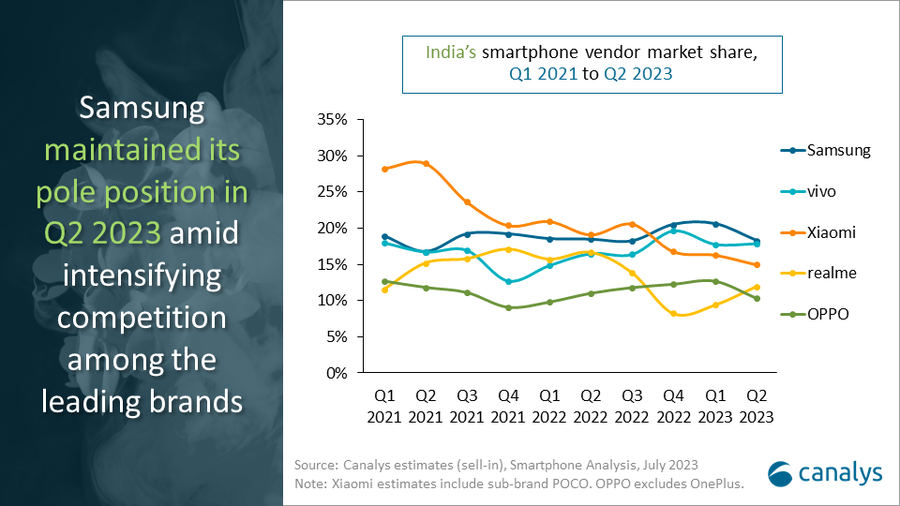 Samsung
maintained its
pole position in
Q2 2023 amid
intensifying
competition
among the
leading brands
India's smartphone vendor market share,
Q1 2021 to Q2 2023
35%
30%
25%
20%
15%
10%
5%
0%
Q1 Q2 Q3 Q4 Q1 Q2 Q3 Q4 Q1 Q2
2021 2021 2021 2021 2022 2022 2022 2022 2023 2023
Samsung
vivo
Xiaomi
realme
OPPO
Source: Canalys estimates (sell-in), Smartphone Analysis, July 2023
Note: Xiaomi estimates include sub-brand POCO. OPPO excludes OnePlus.
canalys